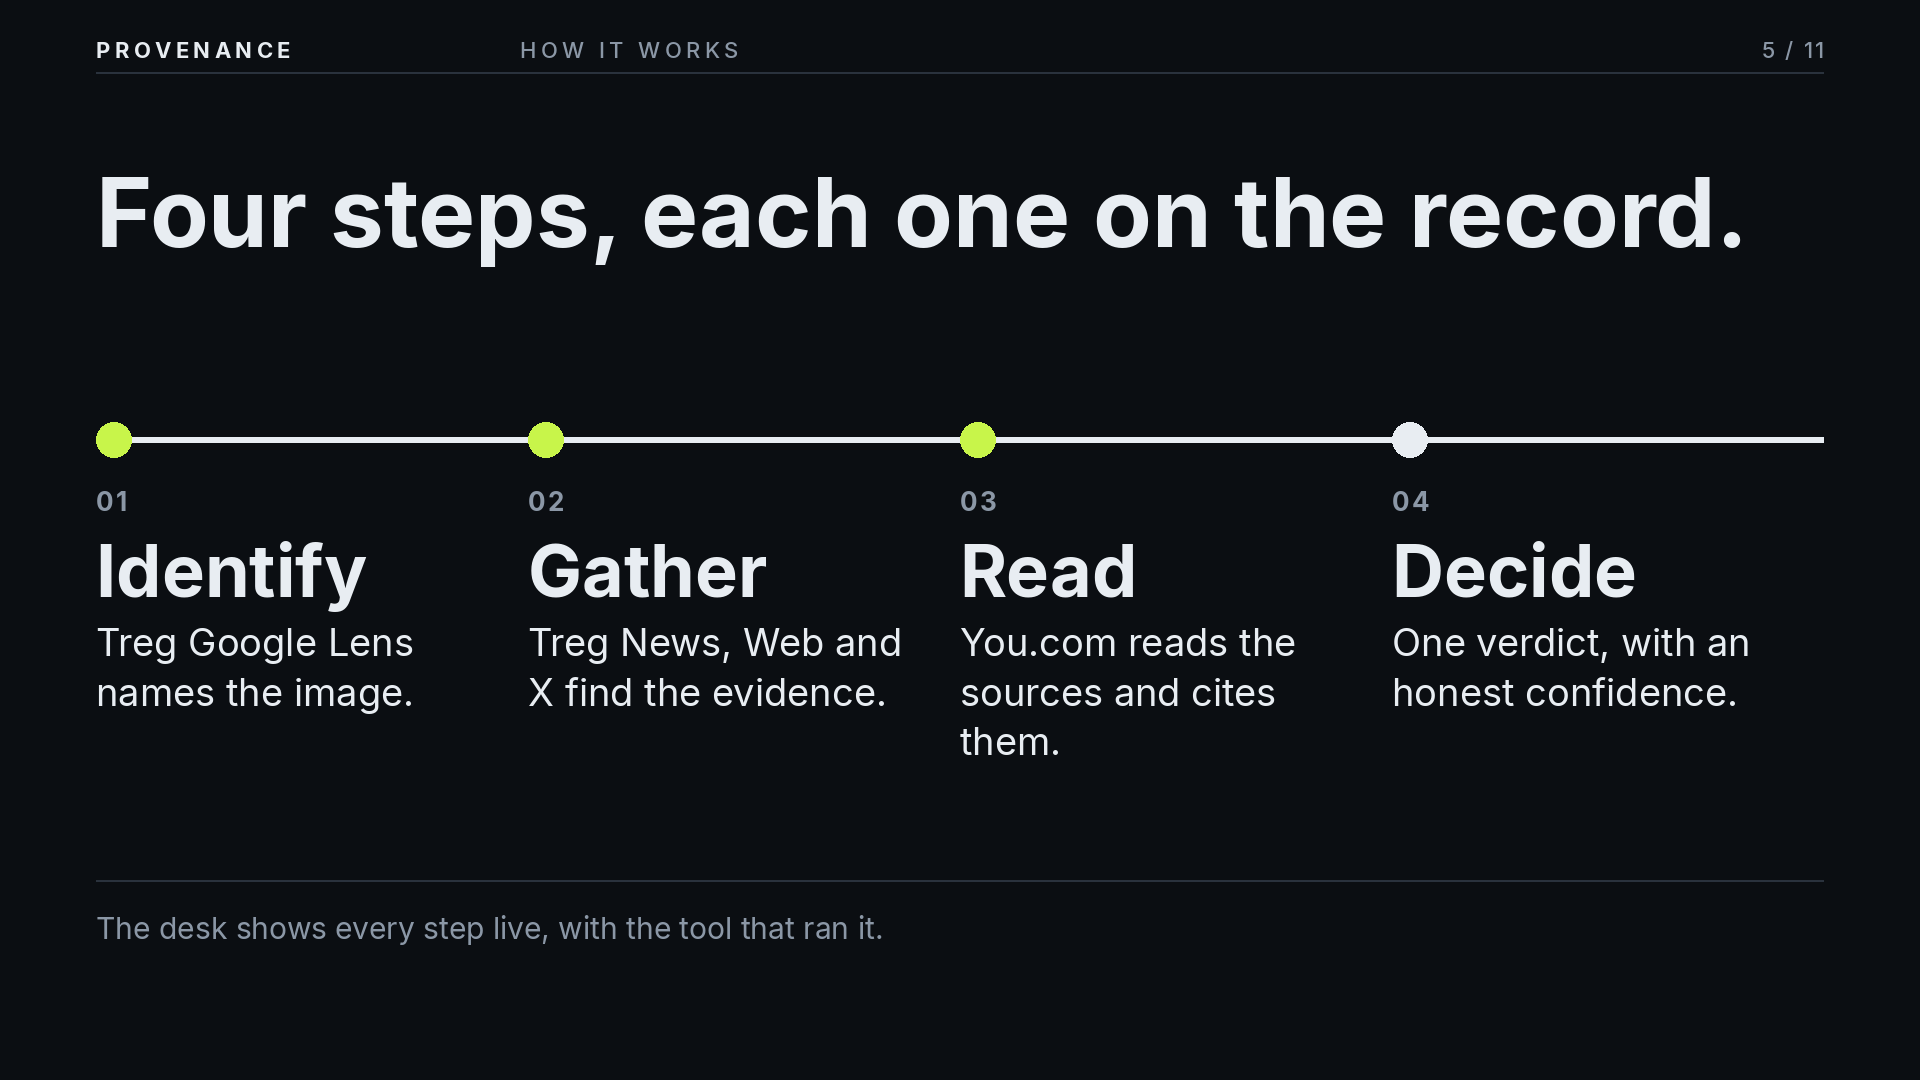 PROVENANCE
HOW IT WORKS
5 / 11
Four steps, each one on the record.
01
Identify
Treg Google Lens
names the image.
02
Gather
Treg News, Web and
X find the evidence.
03
Read
You.com reads the
sources and cites
them.
04
Decide
One verdict, with an
honest confidence.
The desk shows every step live, with the tool that ran it.